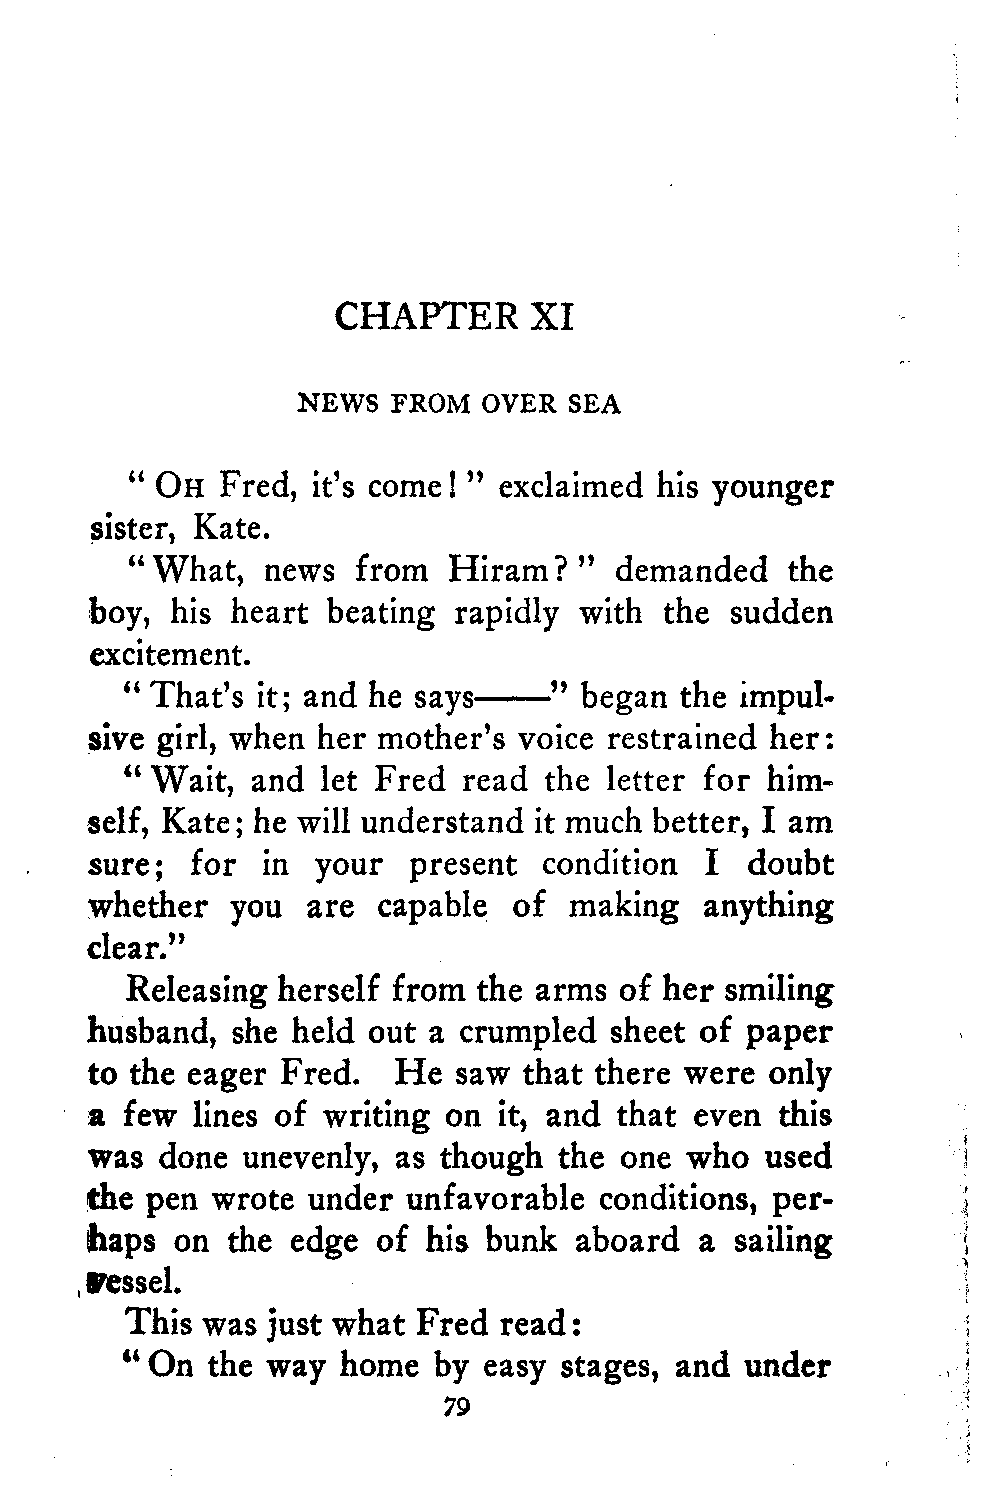 CHAPTER XI
NEWS FROM OVER SEA
" OH Fred, it's come! " exclaimed his younger
sister, Kate.
" What, news from Hiram? " demanded the
boy, his heart beating rapidly with the sudden
excitement.
" That's it; and he says——" began the impul-
sive girl, when her mother's voice restrained her:
" Wait, and let Fred read the letter for him-
self, Kate; he will understand it much better, I am
sure; for in your present condition I doubt
whether you are capable of making anything
clear."
Releasing herself from the arms of her smiling
husband, she held out a crumpled sheet of paper
to the eager Fred. He saw that there were only
a few lines of writing on it, and that even this
was done unevenly, as though the one who used
the pen wrote under unfavorable conditions, per-
haps on the edge of his bunk aboard a sailing
vessel.
This was just what Fred read:
" On the way home by easy stages, and under
79